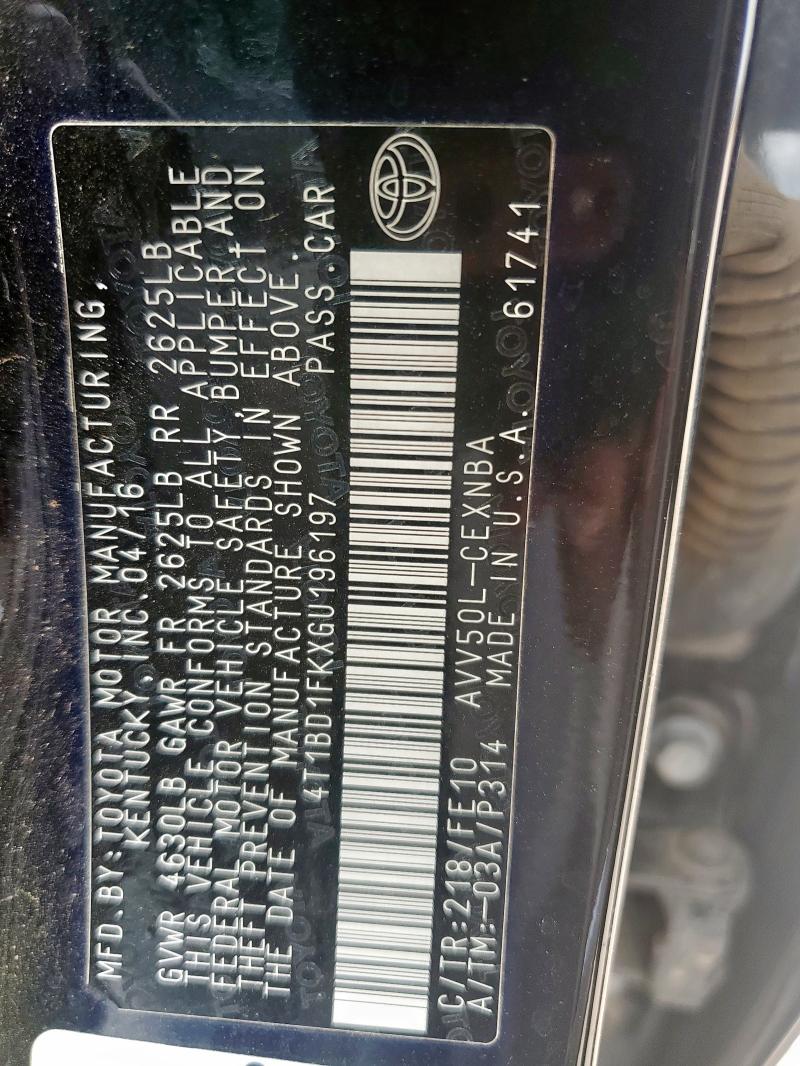 MFD.BY:TOYOTA MOTOR MANUFACTURING,
KENTUCKY,INC.04/16
GVWR 4630LB GAWR FR 2625LB RR 2625LB
THIS VEHICLE CONFORMS TO ALL APPLICABLE
FEDERAL MOTOR VEHICLE SAFETY,BUMPER,AND
THEFT PREVENTION STANDARDS IN EFFECT ON
THE DATE OF MANUFACTURE SHOWN ABOVE.
4T1BD1FKXGU196197 PASS.CAR
C/TR:218/FE10 AVV50L-CEXNBA
A/TM:-03A/P314 MADE IN U.S.A. 61741